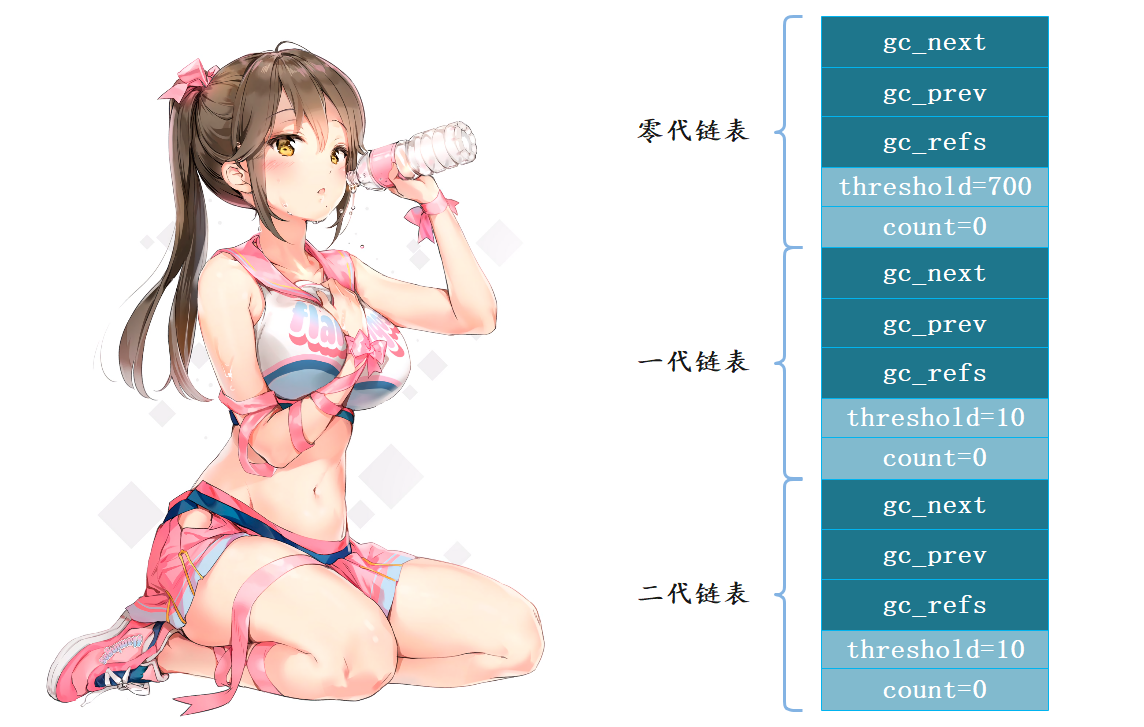 零代链表
gc_next
gc_prev
gc_refs
threshold=700
count=0
一代链表
gc_next
gc_prev
gc_refs
threshold=10
count=0
二代链表
gc_next
gc_prev
gc_refs
threshold=10
count=0